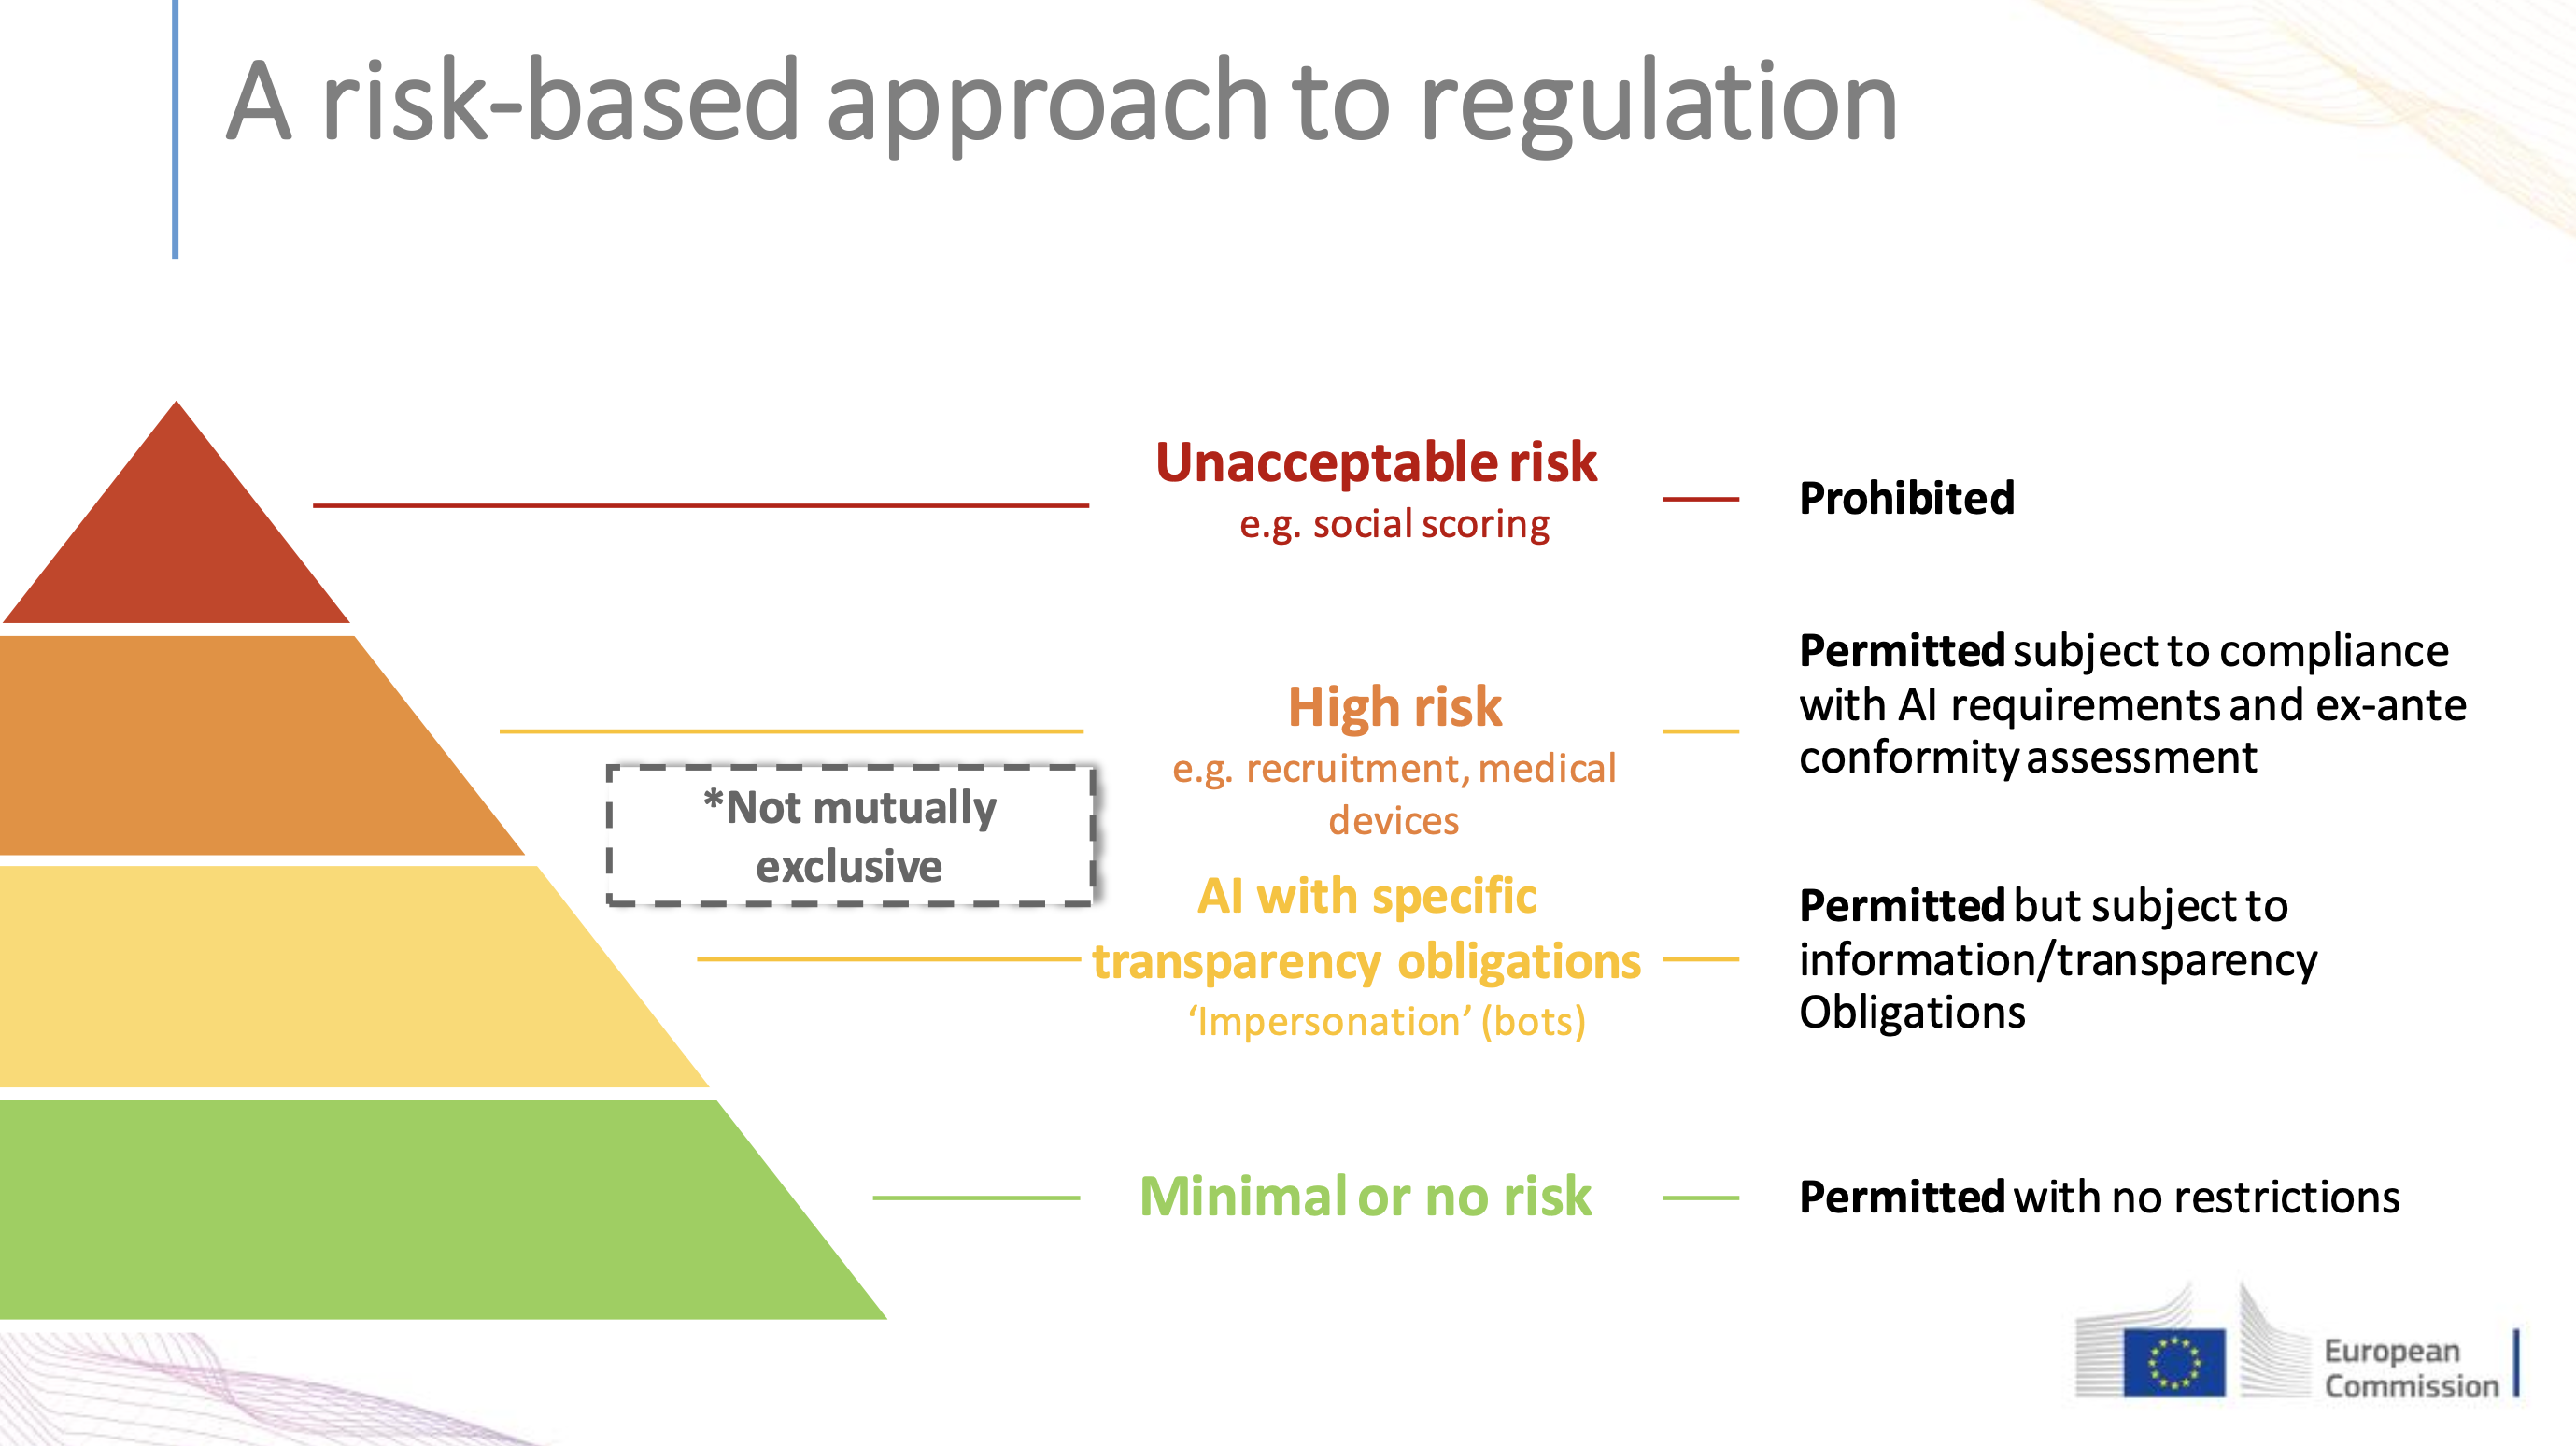 A risk-based approach to regulation
Unacceptable risk
e.g. social scoring
Prohibited
High risk
e.g. recruitment, medical
devices
Permitted subject to compliance
with AI requirements and ex-ante
conformity assessment
*Not mutually
exclusive
AI with specific
transparency obligations
‘Impersonation’ (bots)
Permitted but subject to
information/transparency
Obligations
Minimal or no risk
Permitted with no restrictions
European
Commission